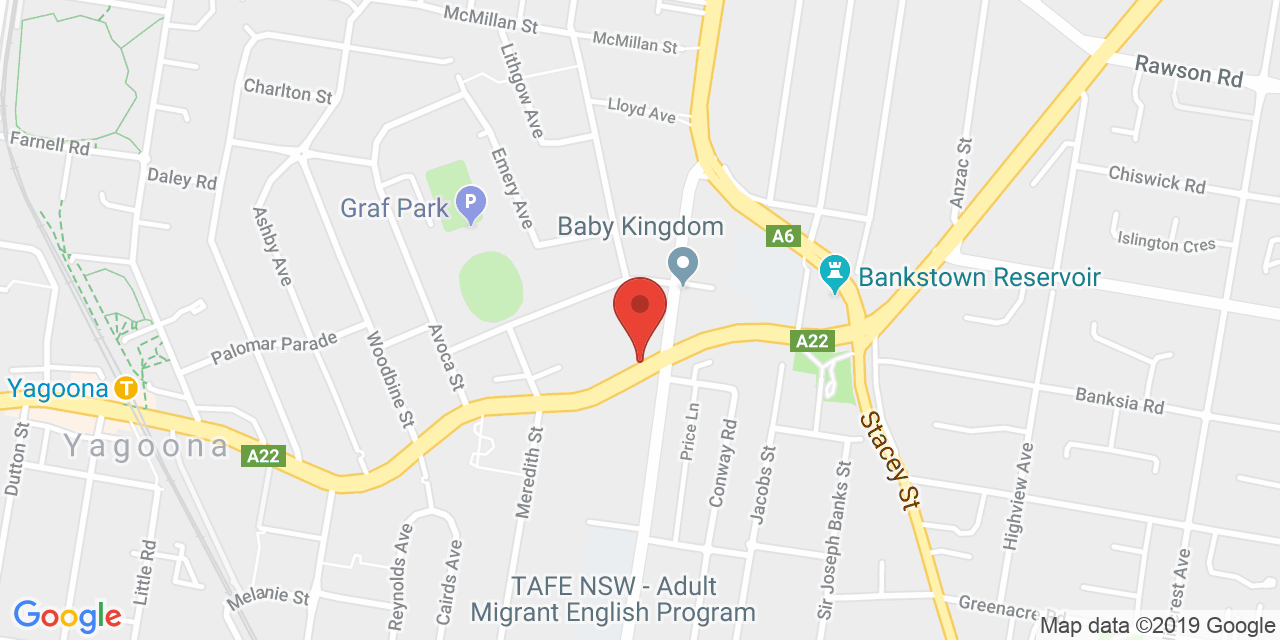 McMillan St
McMillan St
Rawson Rd
Charlton St
Lithgow Ave
Lloyd Ave
Farnell Rd
Daley Rd
Emery Ave
Anzac St
Chiswick Rd
Graf Park
P
Baby Kingdom
A6
Islington Cres
Ashby Ave
Bankstown Reservoir
Palomar Parade
Woodbine St
Avoca St
A22
Yagoona
T
Banksia Rd
Yagoona
A22
Dutton St
Meredith St
Price Ln
Conway Rd
Jacobs St
Stacey St
Sir Joseph Banks St
Highview Ave
Little Rd
Reynolds Ave
Cairds Ave
Melanie St
TAFE NSW - Adult
Migrant English Program
Greenacre Rd
rest Ave
Google
Map data ©2019 Google